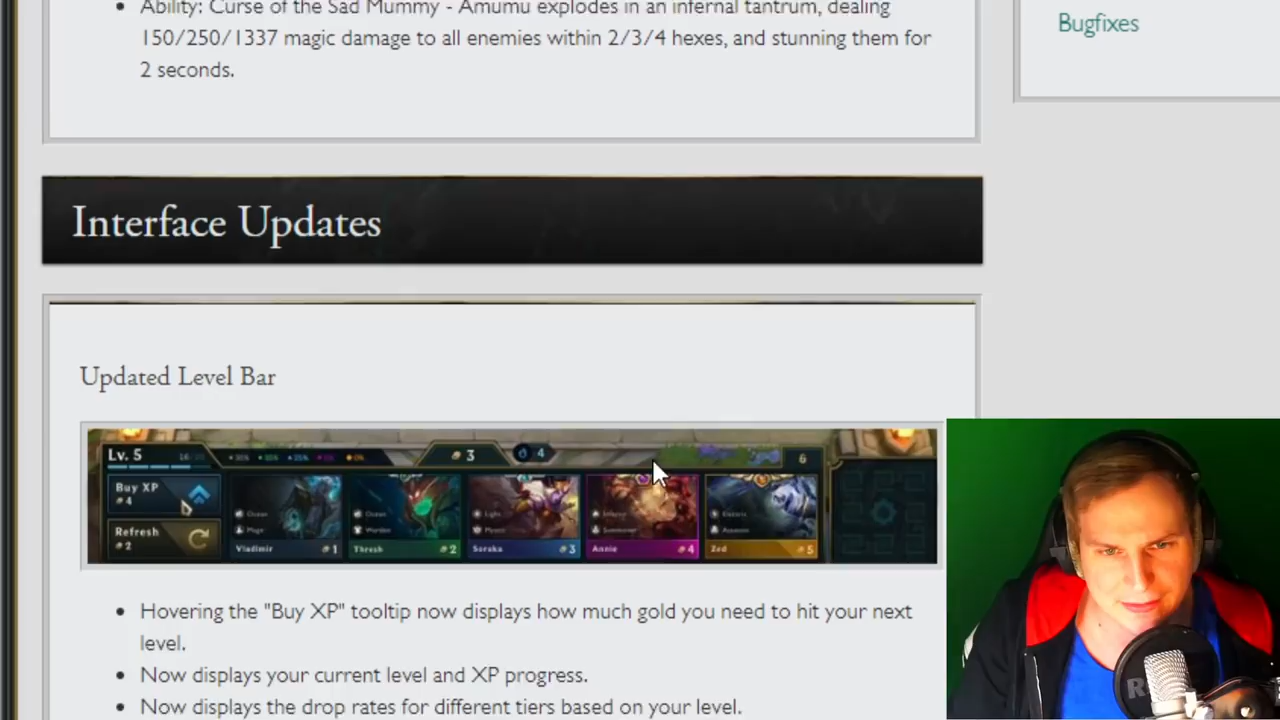 Ability: Curse of the Sad Mummy - Amumu explodes in an infernal tantrum, dealing
150/250/1337 magic damage to all enemies within 2/3/4 hexes, and stunning them for
2 seconds.
Bugfixes
Interface Updates
Updated Level Bar
Lv. 5
3
4
6
Buy XP
4
Refresh
2
Vladimir 1
Thresh 2
Soraka 3
Annie 4
Zed 5
Hovering the "Buy XP" tooltip now displays how much gold you need to hit your next
level.
Now displays your current level and XP progress.
Now displays the drop rates for different tiers based on your level.